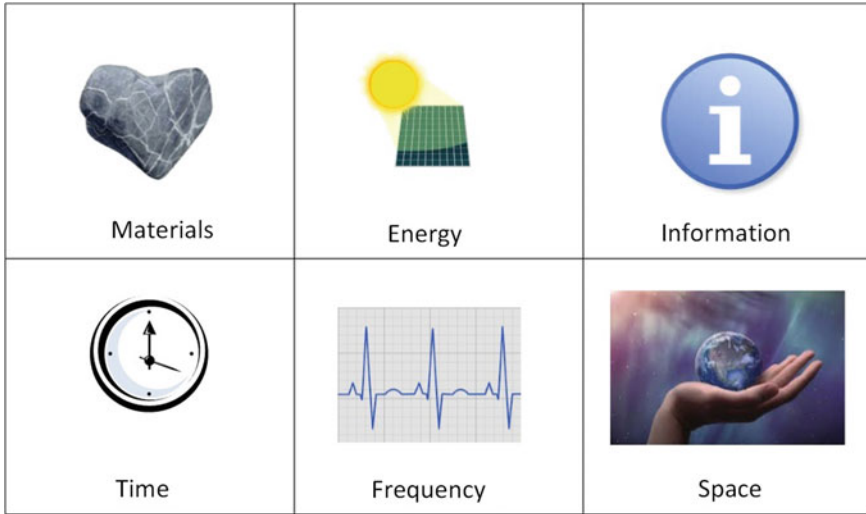 Materials
Energy
i
Information
Time
Frequency
Space